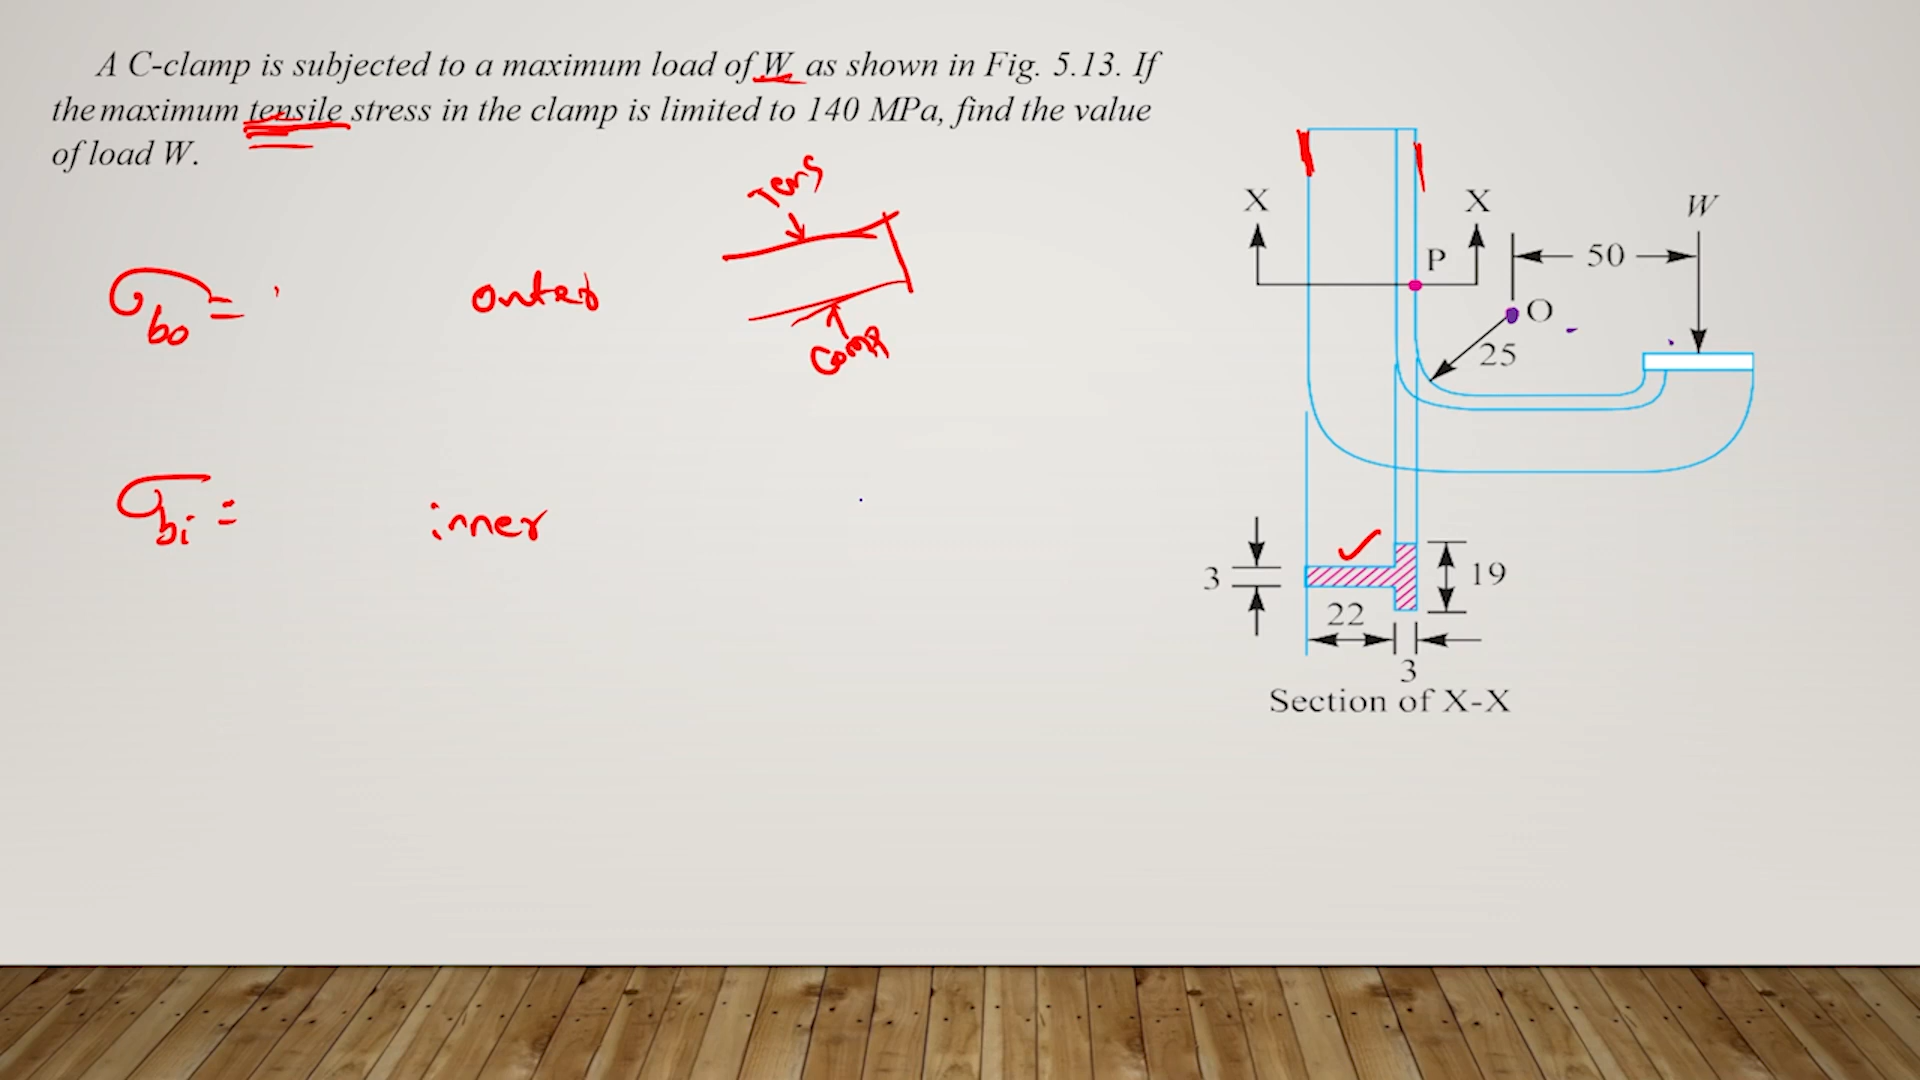 A C-clamp is subjected to a maximum load of W as shown in Fig. 5.13. If
the maximum tensile stress in the clamp is limited to 140 MPa, find the value
of load W.
Tens
X
X
W
P
50
σbo =
outer
O
25
Comp
σbi =
inner
3
19
22
3
Section of X-X